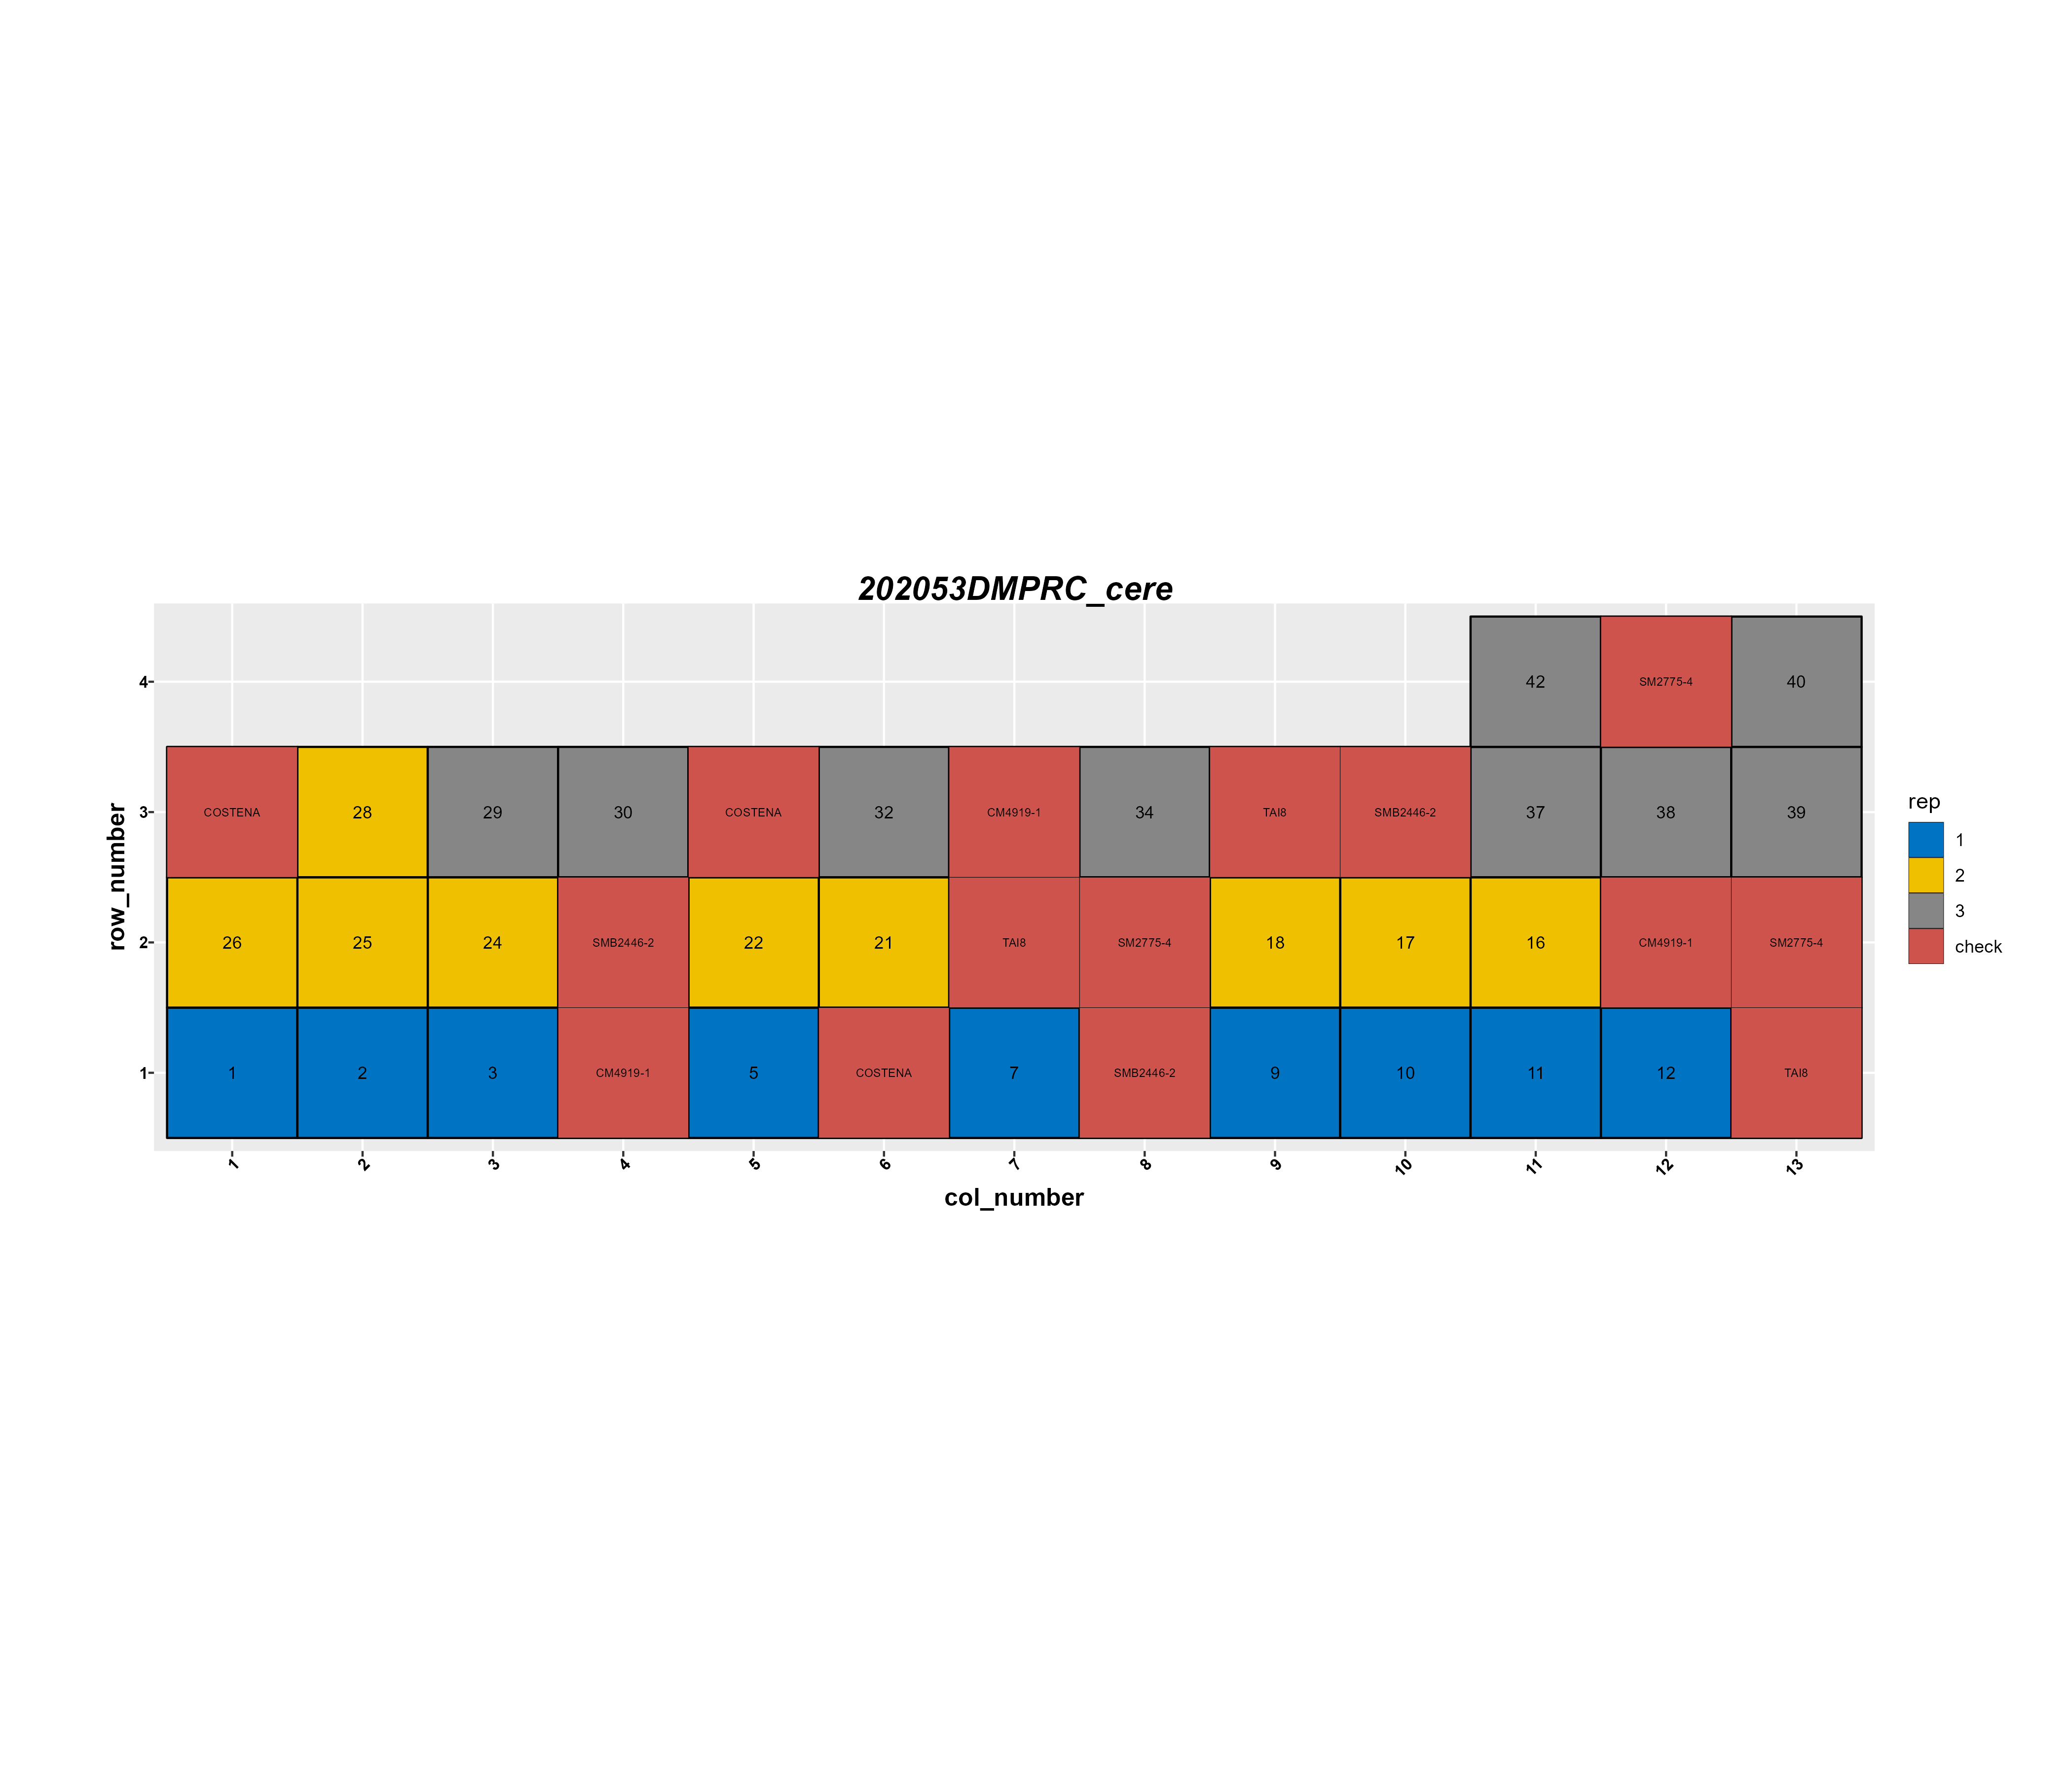 202053DMPRC_cere
4 42 SM2775-4 40
3 COSTENA 28 29 30 COSTENA 32 CM4919-1 34 TAI8 SMB2446-2 37 38 39
2 26 25 24 SMB2446-2 22 21 TAI8 SM2775-4 18 17 16 CM4919-1 SM2775-4
1 1 2 3 CM4919-1 5 COSTENA 7 SMB2446-2 9 10 11 12 TAI8
1 2 3 4 5 6 7 8 9 10 11 12 13
col_number
row_number
rep
1
2
3
check